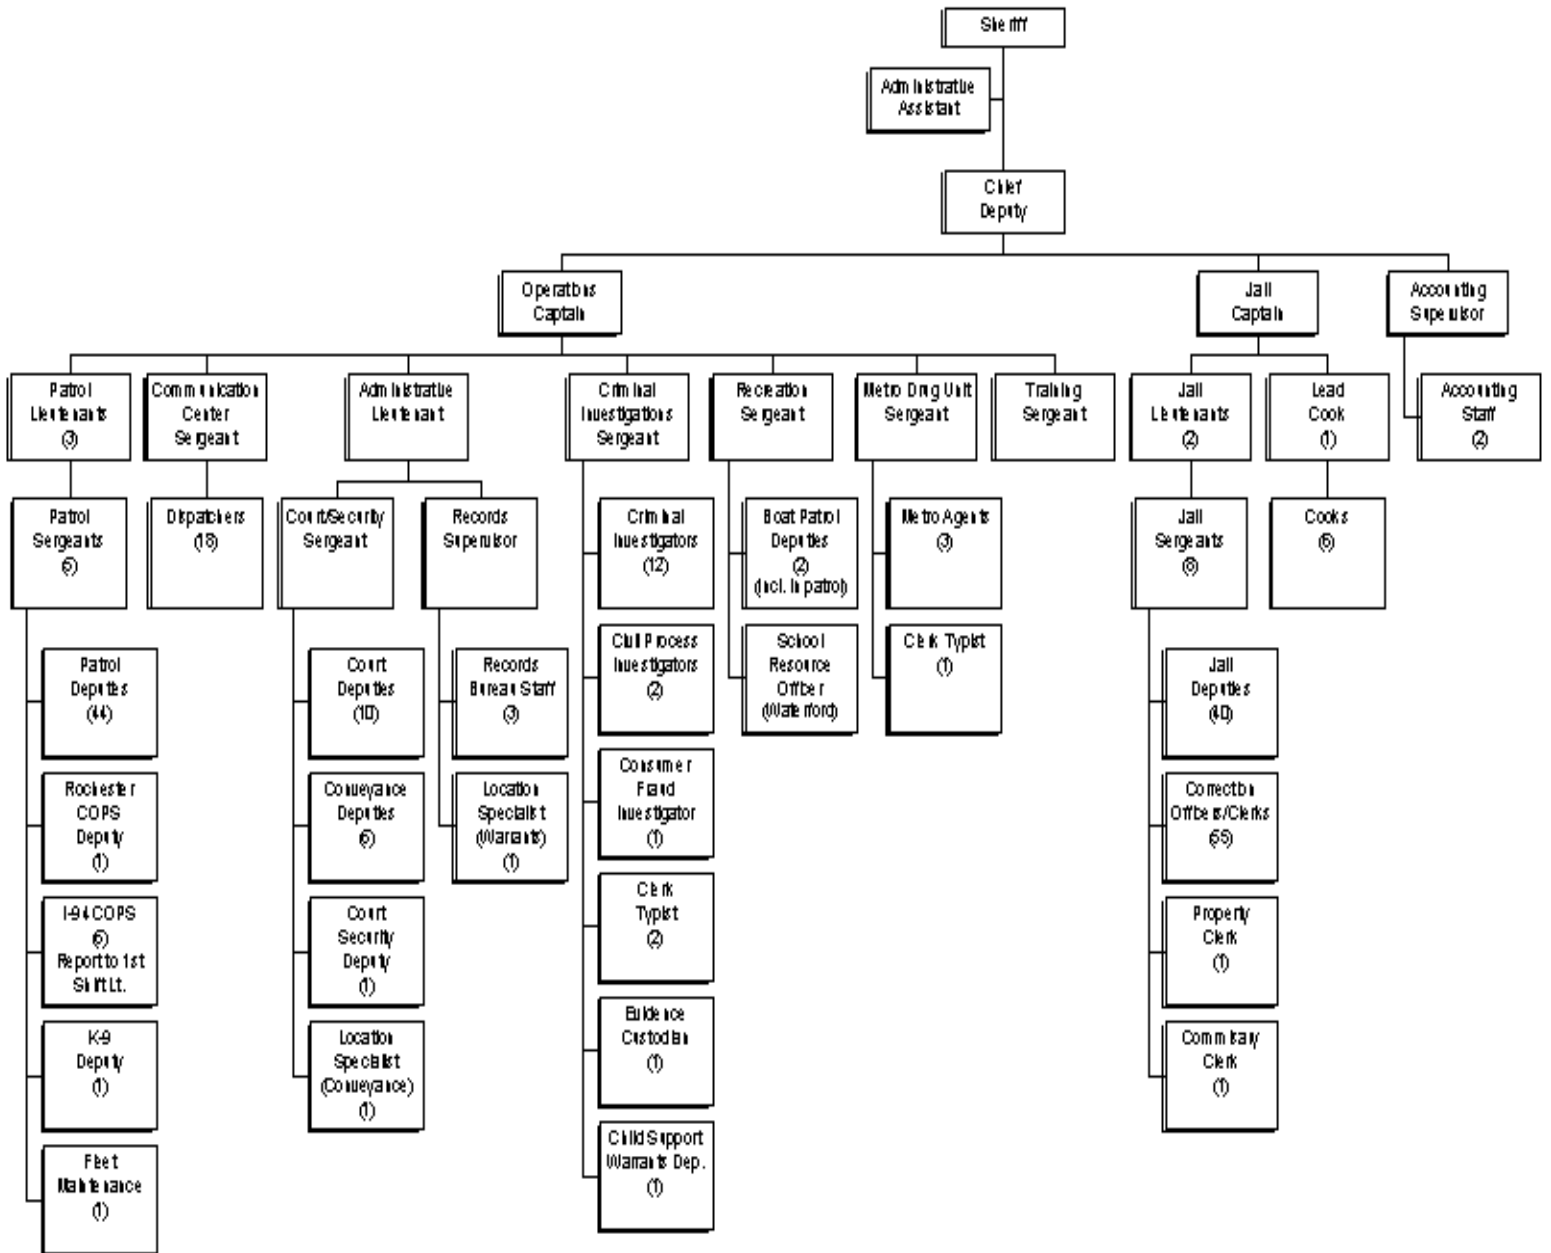 Sheriff
Administrative
Assistant
Chief
Deputy
Operations
Captain
Jail
Captain
Accounting
Supervisor
Patrol
Lieutenants
(3)
Communication
Center
Sergeant
Administrative
Lieutenant
Criminal
Investigations
Sergeant
Recreation
Sergeant
Metro Drug Unit
Sergeant
Training
Sergeant
Jail
Lieutenants
(2)
Lead
Cook
(1)
Accounting
Staff
(2)
Patrol
Sergeants
Dispatchers
(18)
Court/Security
Sergeant
Records
Supervisor
Criminal
Investigators
(12)
Boat Patrol
Deputies
(2)
(Incl. in patrol)
Metro Agents
(3)
Jail
Sergeants
Cooks
Patrol
Deputies
(44)
Court
Deputies
(10)
Records
Bureau Staff
(3)
Civil Process
Investigators
(2)
School
Resource
Officer
(Waterford)
Clerk Typist
(1)
Jail
Deputies
(40)
Rochester
COPS
Deputy
(1)
Conveyance
Deputies
Location
Specialist
(Warrants)
(1)
Consumer
Fraud
Investigator
(1)
Correction
Officers/Clerks
(55)
I-94 COPS
Report to 1st
Shift Lt.
Court
Security
Deputy
(1)
Clerk
Typist
(2)
Property
Clerk
(1)
K-9
Deputy
(1)
Location
Specialist
(Conveyance)
(1)
Evidence
Custodian
(1)
Commisary
Clerk
(1)
Fleet
Maintenance
(1)
Child Support
Warrants Dep.
(1)